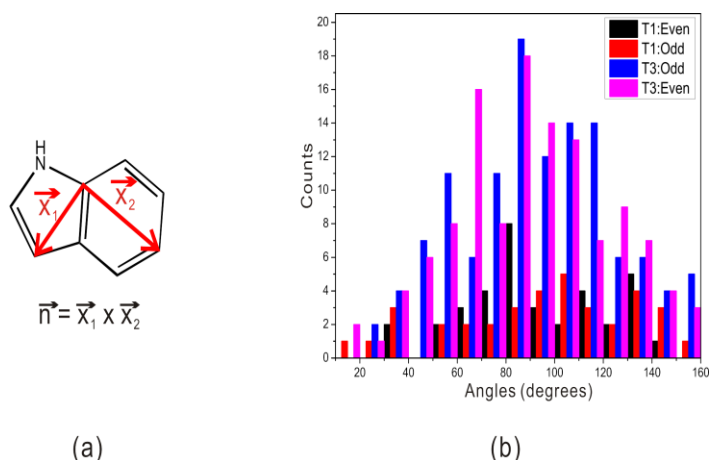 H
N
x₁
x₂
n = x₁ x x₂
(a)
T1:Even
T1:Odd
T3:Odd
T3:Even
Counts
20
18
16
14
12
10
8
6
4
2
0
20 40 60 80 100 120 140 160
Angles (degrees)
(b)